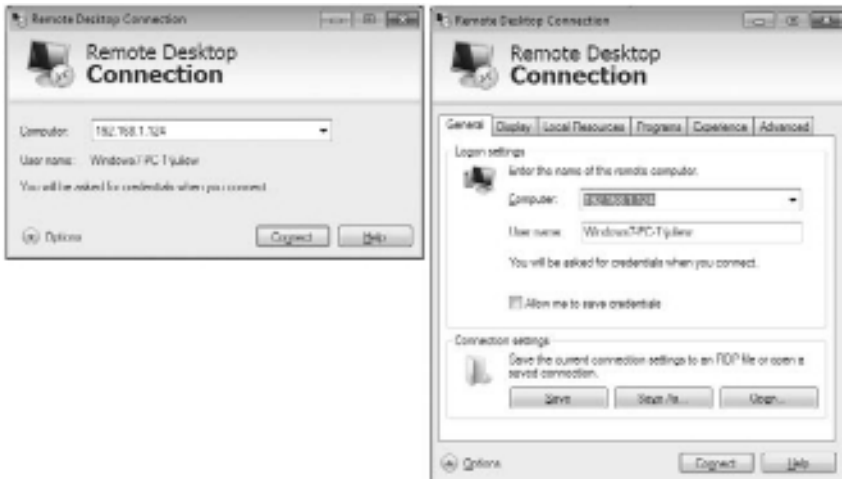 Remote Desktop Connection
Remote Desktop
Connection
Computer: 192.168.1.124
User name:
You will be asked for credentials when you connect.
Options
Connect Help
Remote Desktop Connection
Remote Desktop
Connection
General Display Local Resources Programs Experience Advanced
Logon settings
Enter the name of the remote computer.
Computer: 192.168.1.124
User name:
You will be asked for credentials when you connect.
Allow me to save credentials
Connection settings
Save the current connection settings to an RDP file or open a
saved connection.
Save Save As... Open...
Options
Connect Help